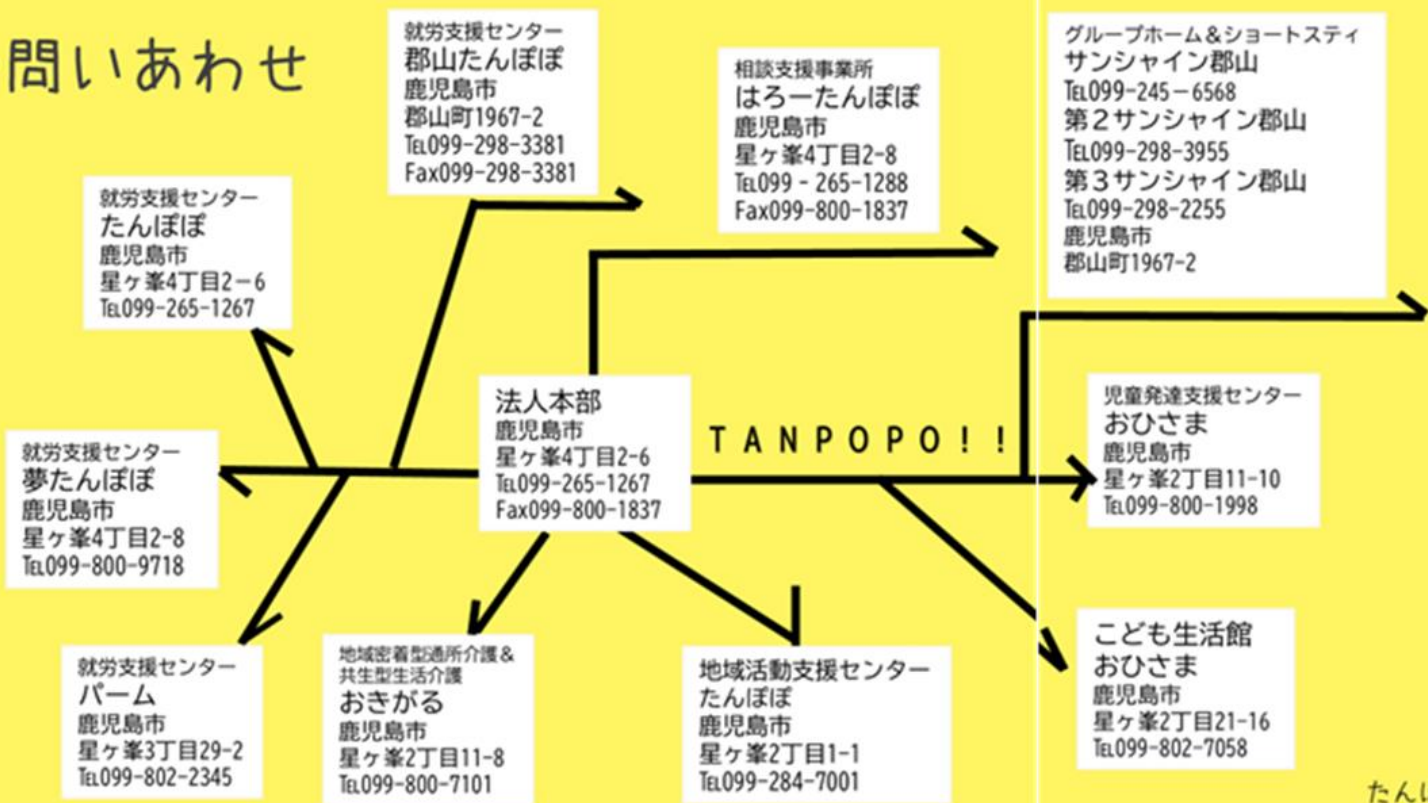 問いあわせ
就労支援センター
郡山たんぽぽ
鹿児島市
郡山町1967-2
℡099-298-3381
Fax099-298-3381
相談支援事業所
はろーたんぽぽ
鹿児島市
星ヶ峯4丁目2-8
℡099 - 265-1288
Fax099-800-1837
グループホーム＆ショートスティ
サンシャイン郡山
℡099-245－6568
第２サンシャイン郡山
℡099-298-3955
第３サンシャイン郡山
℡099-298-2255
鹿児島市
郡山町1967-2
就労支援センター
たんぽぽ
鹿児島市
星ヶ峯4丁目2－6
℡099-265-1267
法人本部
鹿児島市
星ヶ峯4丁目2-6
℡099-265-1267
Fax099-800-1837
TANPOPO!!
児童発達支援センター
おひさま
鹿児島市
星ヶ峯2丁目11-10
℡099-800-1998
就労支援センター
夢たんぽぽ
鹿児島市
星ヶ峯4丁目2-8
℡099-800-9718
就労支援センター
パーム
鹿児島市
星ヶ峯3丁目29-2
℡099-802-2345
地域密着型通所介護＆
共生型生活介護
おきがる
鹿児島市
星ヶ峯2丁目11-8
℡099-800-7101
地域活動支援センター
たんぽぽ
鹿児島市
星ヶ峯2丁目1-1
℡099-284-7001
こども生活館
おひさま
鹿児島市
星ヶ峯2丁目21-16
℡099-802-7058
たん